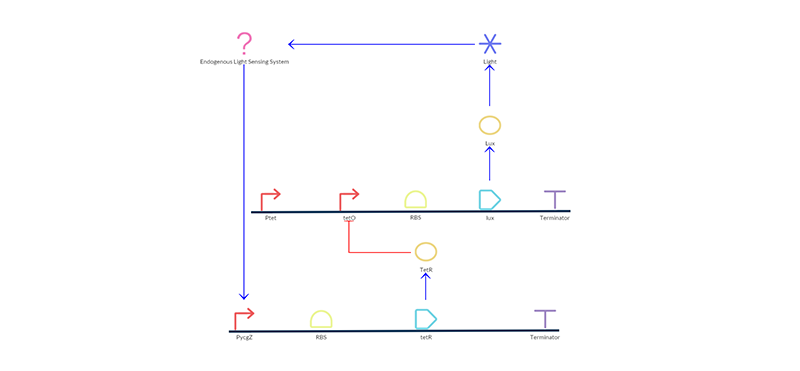 ?
Endogenous Light Sensing System
Light
Lux
Ptet
tetO
RBS
lux
Terminator
TetR
PycgZ
RBS
tetR
Terminator